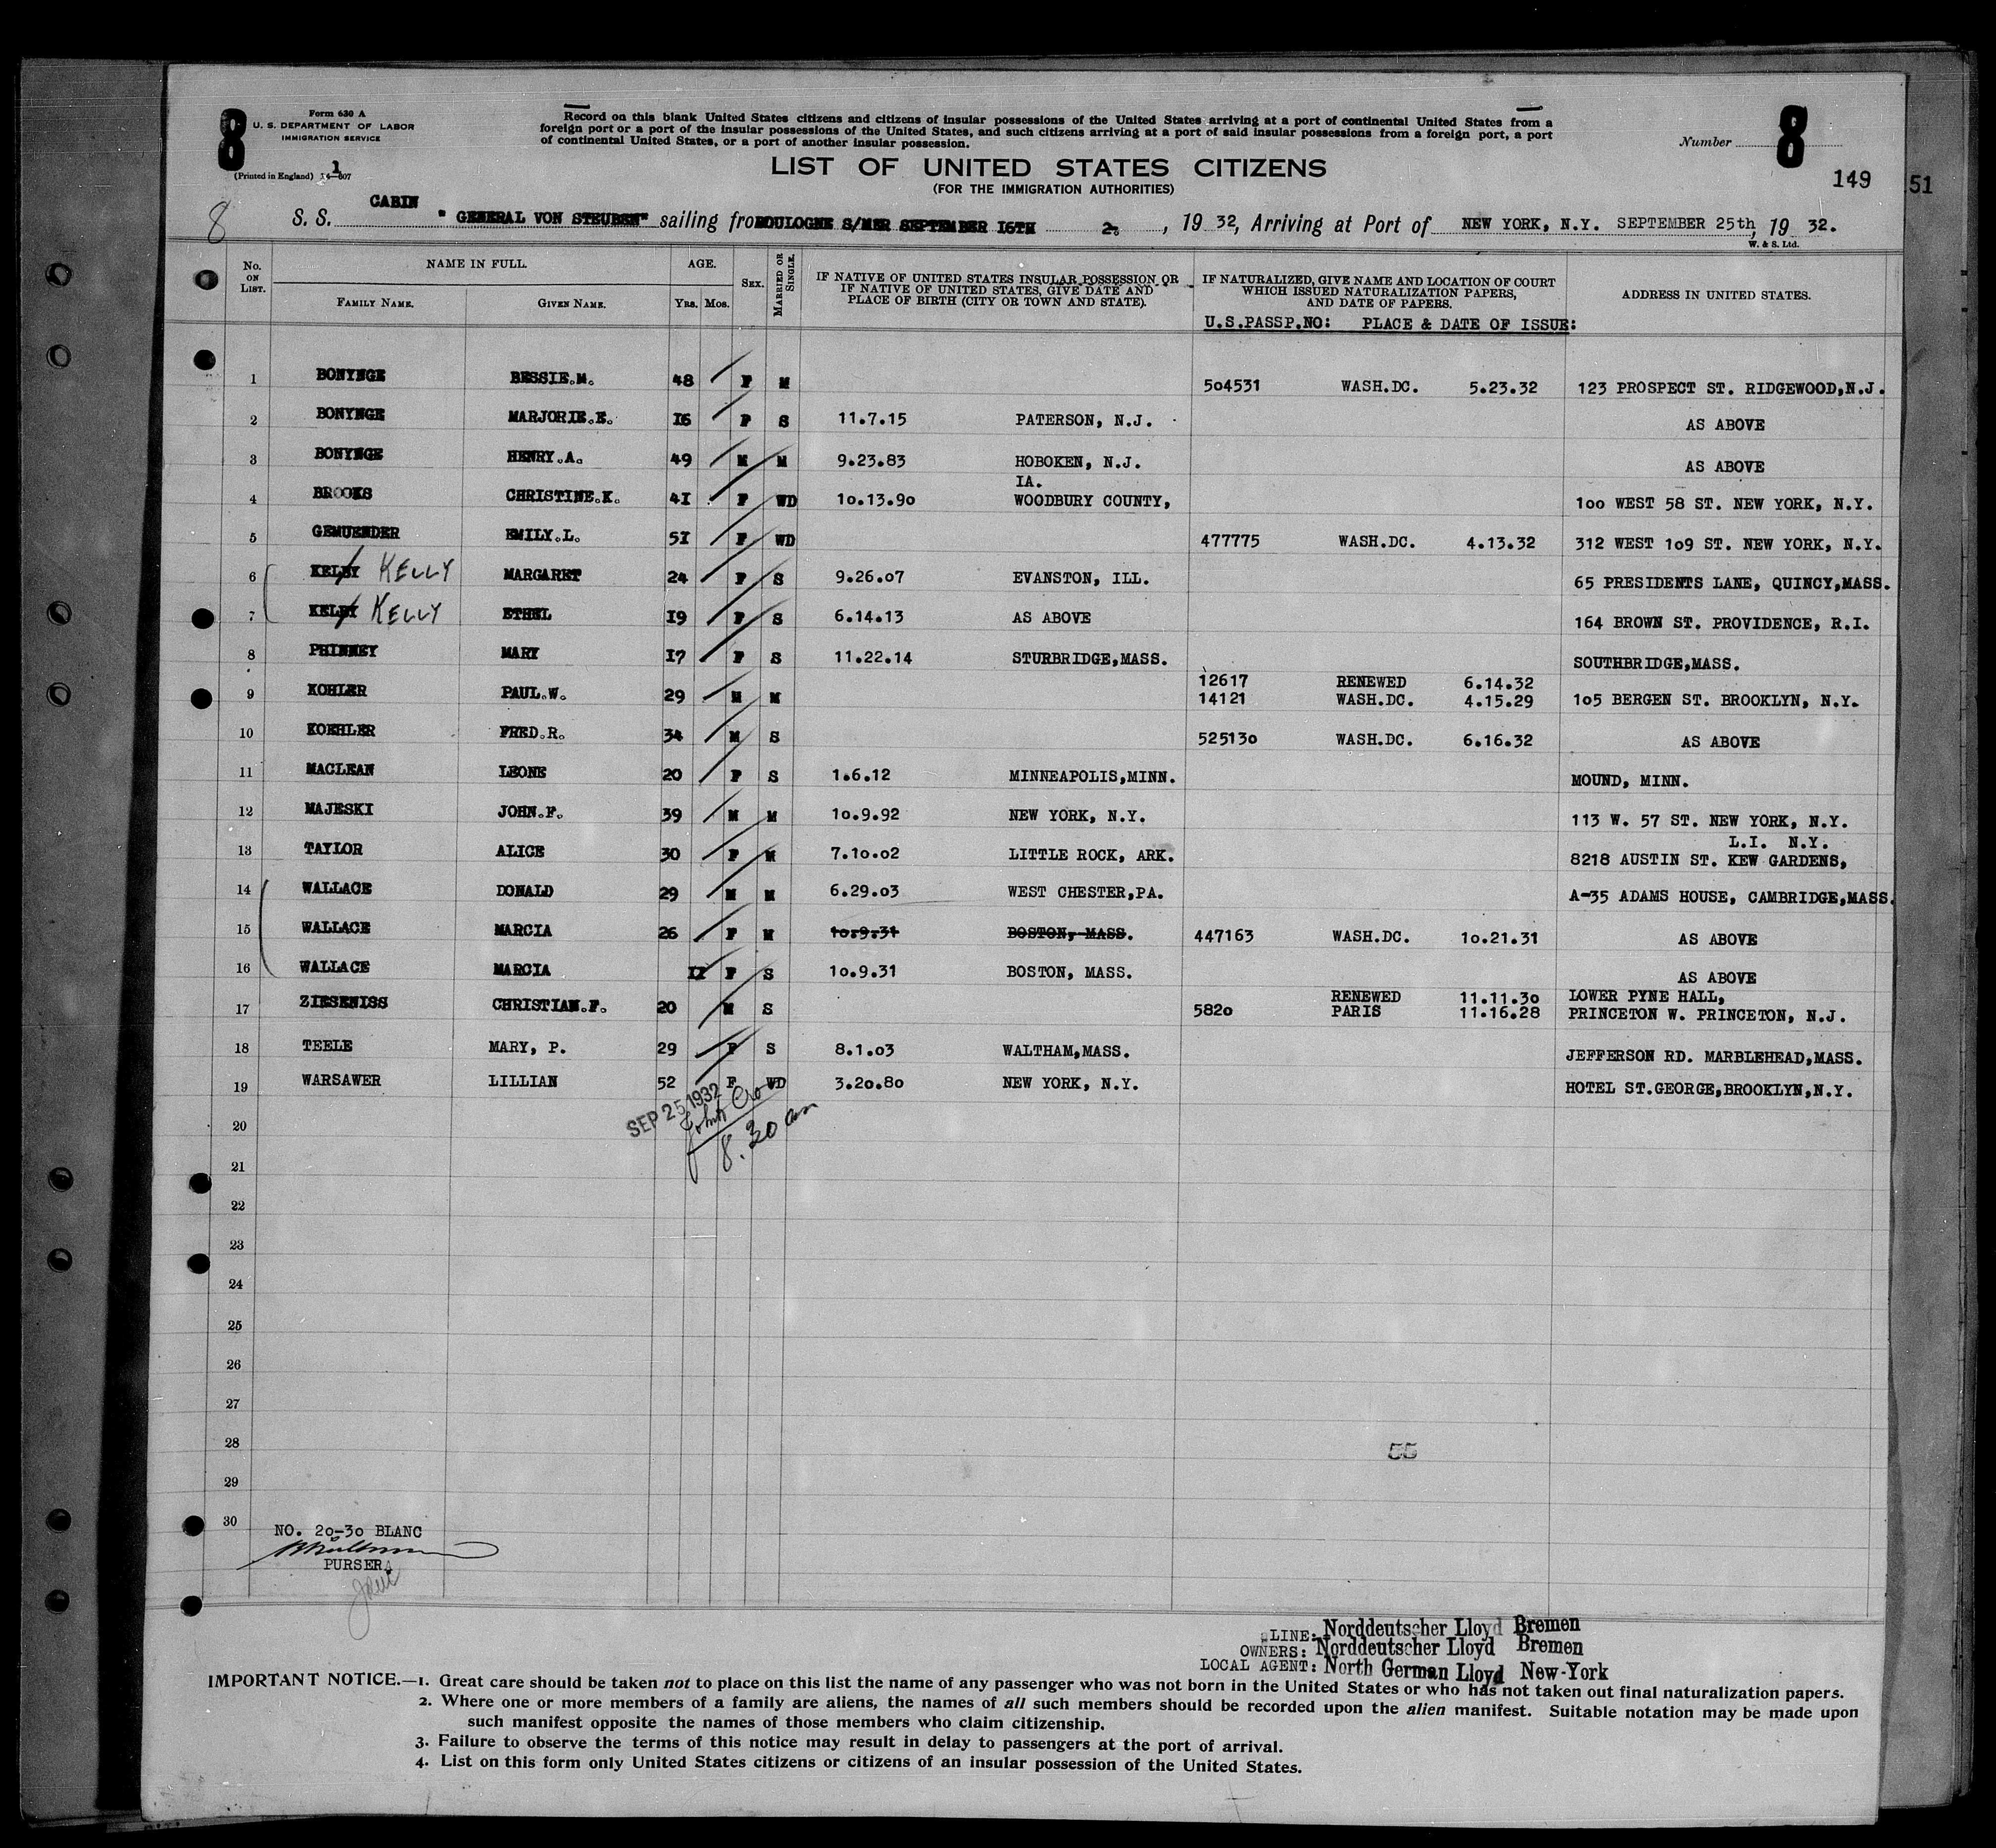 8
Form 630 A
U. S. DEPARTMENT OF LABOR
IMMIGRATION SERVICE
1
(Printed in England) 14—607
Record on this blank United States citizens and citizens of insular possessions of the United States arriving at a port of continental United States from a
foreign port or a port of the insular possessions of the United States, and such citizens arriving at a port of said insular possessions from a foreign port, a port
of continental United States, or a port of another insular possession.
Number 8
LIST OF UNITED STATES CITIZENS
(FOR THE IMMIGRATION AUTHORITIES)
149
51
8
CABIN
S. S. "GENERAL VON STEUBEN" sailing fro BOULOGNE S/MER SEPTEMBER 16TH 2. , 19 32, Arriving at Port of NEW YORK, N.Y. SEPTEMBER 25th, 19 32.
W. & S. Ltd.
No. ON LIST.
NAME IN FULL.
FAMILY NAME. GIVEN NAME.
AGE.
Yrs. Mos.
SEX.
MARRIED OR SINGLE.
IF NATIVE OF UNITED STATES INSULAR POSSESSION OR
IF NATIVE OF UNITED STATES, GIVE DATE AND
PLACE OF BIRTH (CITY OR TOWN AND STATE).
IF NATURALIZED, GIVE NAME AND LOCATION OF COURT
WHICH ISSUED NATURALIZATION PAPERS,
AND DATE OF PAPERS.
U.S.PASSP.NO: PLACE & DATE OF ISSUE:
ADDRESS IN UNITED STATES.
1 BONYNGE BESSIE.M. 48 F M 504531 WASH.DC. 5.23.32 123 PROSPECT ST. RIDGEWOOD,N.J.
2 BONYNGE MARJORIE.E. 16 F S 11.7.15 PATERSON, N.J. AS ABOVE
3 BONYNGE HENRY.A. 49 M M 9.23.83 HOBOKEN, N.J. AS ABOVE
IA.
4 BROOKS CHRISTINE.K. 41 F WD 10.13.90 WOODBURY COUNTY, 100 WEST 58 ST. NEW YORK, N.Y.
5 GEMUENDER EMILY.L. 51 F WD 477775 WASH.DC. 4.13.32 312 WEST 109 ST. NEW YORK, N.Y.
6 KELBY KELLY MARGARET 24 F S 9.26.07 EVANSTON, ILL. 65 PRESIDENTS LANE, QUINCY,MASS.
7 KELBY KELLY ETHEL 19 F S 6.14.13 AS ABOVE 164 BROWN ST. PROVIDENCE, R.I.
8 PHINNEY MARY 17 F S 11.22.14 STURBRIDGE,MASS. SOUTHBRIDGE,MASS.
12617 RENEWED 6.14.32
9 KOHLER PAUL.W. 29 M M 14121 WASH.DC. 4.15.29 105 BERGEN ST. BROOKLYN, N.Y.
10 KOEHLER FRED.R. 34 M S 525130 WASH.DC. 6.16.32 AS ABOVE
11 MACLEAN LEONE 20 F S 1.6.12 MINNEAPOLIS,MINN. MOUND, MINN.
12 MAJESKI JOHN.F. 39 M M 10.9.92 NEW YORK, N.Y. 113 W. 57 ST. NEW YORK, N.Y.
L.I. N.Y.
13 TAYLOR ALICE 30 F M 7.10.02 LITTLE ROCK, ARK. 8218 AUSTIN ST. KEW GARDENS,
14 WALLACE DONALD 29 M M 6.29.03 WEST CHESTER,PA. A-35 ADAMS HOUSE, CAMBRIDGE,MASS.
15 WALLACE MARCIA 26 F M 10.9.31 BOSTON, MASS. 447163 WASH.DC. 10.21.31 AS ABOVE
16 WALLACE MARCIA 11 F S 10.9.31 BOSTON, MASS. AS ABOVE
RENEWED 11.11.30 LOWER PYNE HALL,
17 ZIESENISS CHRISTIAN.F. 20 M S 5820 PARIS 11.16.28 PRINCETON W. PRINCETON, N.J.
18 TEELE MARY, P. 29 F S 8.1.03 WALTHAM,MASS. JEFFERSON RD. MARBLEHEAD,MASS.
19 WARSAWER LILLIAN 52 F WD 3.20.80 NEW YORK, N.Y. HOTEL ST.GEORGE,BROOKLYN,N.Y.
SEP 25 1932
20
8.30 am
21
22
23
24
25
26
27
28
55
29
30
NO. 20-30 BLANC
PURSER
LINE: Norddeutscher Lloyd Bremen
OWNERS: Norddeutscher Lloyd Bremen
LOCAL AGENT: North German Lloyd New-York
IMPORTANT NOTICE.—1. Great care should be taken not to place on this list the name of any passenger who was not born in the United States or who has not taken out final naturalization papers.
2. Where one or more members of a family are aliens, the names of all such members should be recorded upon the alien manifest. Suitable notation may be made upon
such manifest opposite the names of those members who claim citizenship.
3. Failure to observe the terms of this notice may result in delay to passengers at the port of arrival.
4. List on this form only United States citizens or citizens of an insular possession of the United States.